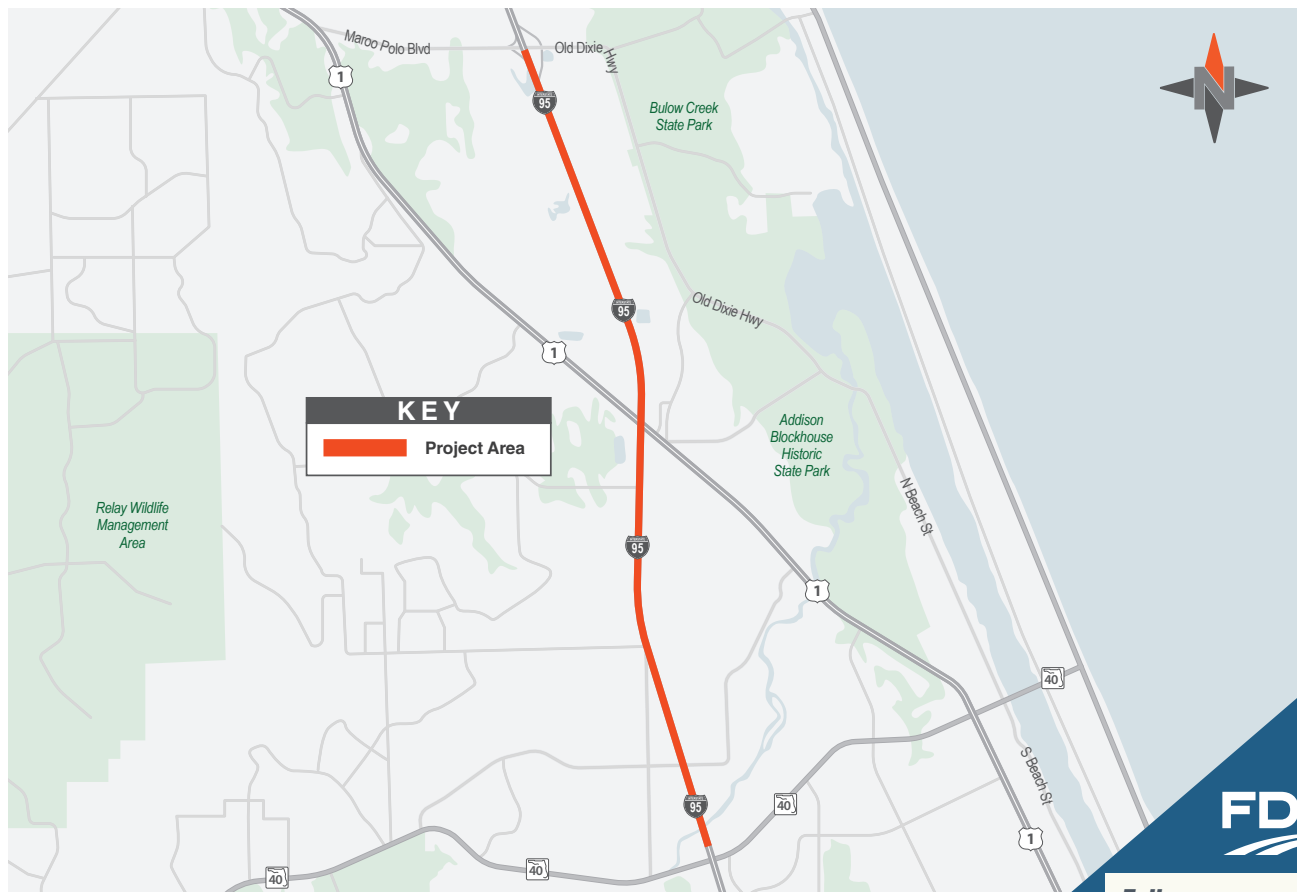 Maroo Polo Blvd
Old Dixie
Hwy
1
95
Bulow Creek
State Park
N
95
Old Dixie Hwy
1
KEY
Project Area
Addison
Blockhouse
Historic
State Park
N Beach St
Relay Wildlife
Management
Area
95
1
40
S Beach St
95
40
1
FD
40
40